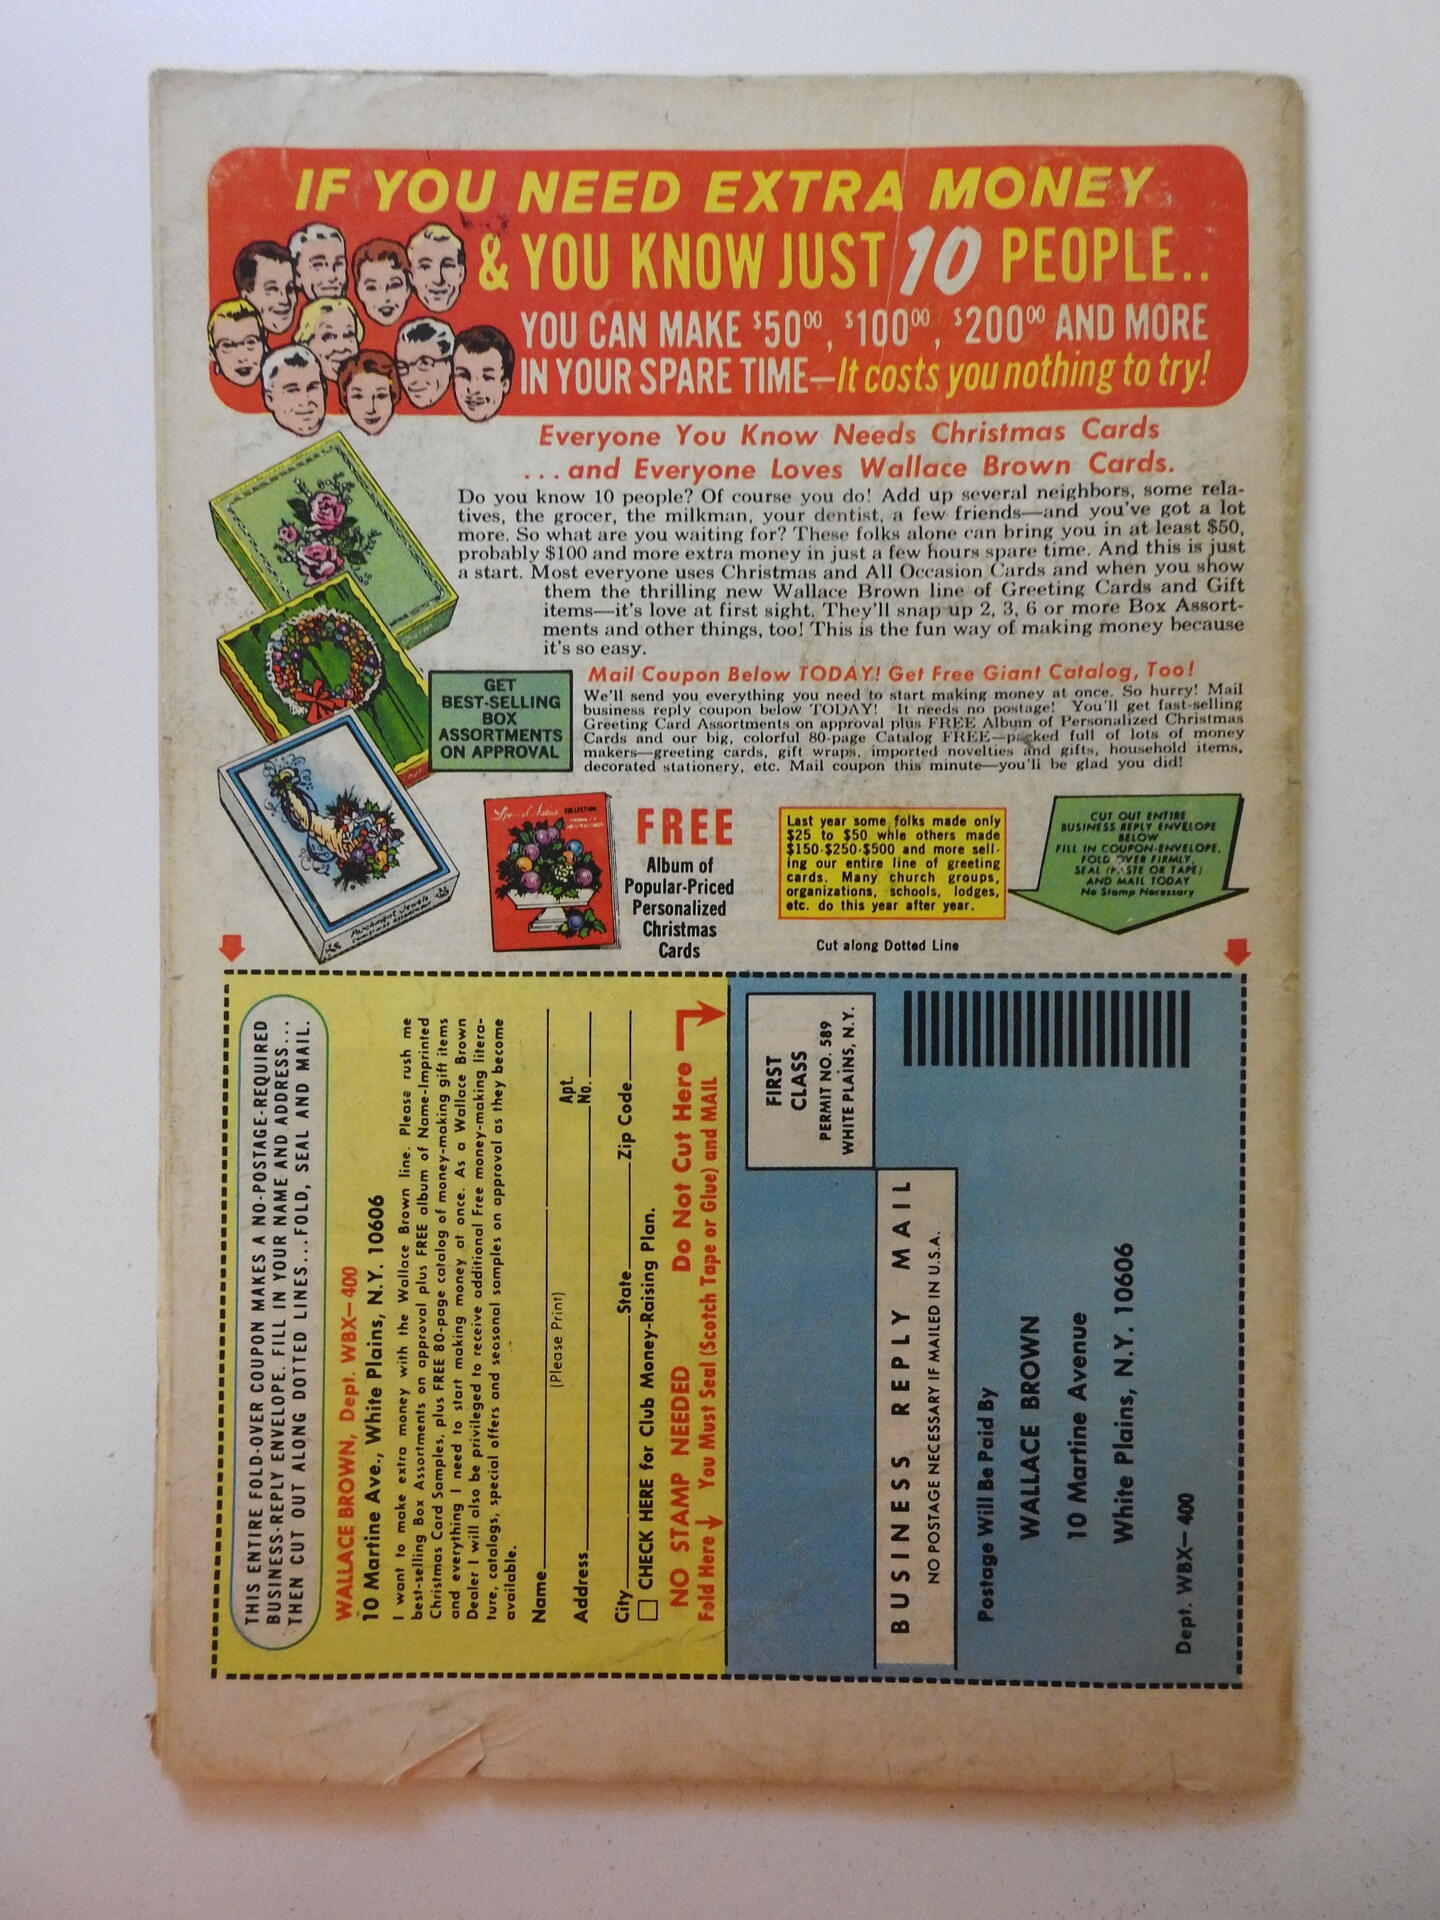 IF YOU NEED EXTRA MONEY
& YOU KNOW JUST 10 PEOPLE..
YOU CAN MAKE $50⁰⁰, $100⁰⁰, $200⁰⁰ AND MORE
IN YOUR SPARE TIME—It costs you nothing to try!
Everyone You Know Needs Christmas Cards
...and Everyone Loves Wallace Brown Cards.
Do you know 10 people? Of course you do! Add up several neighbors, some rela-
tives, the grocer, the milkman, your dentist, a few friends—and you've got a lot
more. So what are you waiting for? These folks alone can bring you in at least $50,
probably $100 and more extra money in just a few hours spare time. And this is just
a start. Most everyone uses Christmas and All Occasion Cards and when you show
them the thrilling new Wallace Brown line of Greeting Cards and Gift
items—it's love at first sight. They'll snap up 2, 3, 6 or more Box Assort-
ments and other things, too! This is the fun way of making money because
it's so easy.
Charm
GET
BEST-SELLING
BOX
ASSORTMENTS
ON APPROVAL
Mail Coupon Below TODAY! Get Free Giant Catalog, Too!
We'll send you everything you need to start making money at once. So hurry! Mail
business reply coupon below TODAY! It needs no postage! You'll get fast-selling
Greeting Card Assortments on approval plus FREE Album of Personalized Christmas
Cards and our big, colorful 80-page Catalog FREE—packed full of lots of money
makers—greeting cards, gift wraps, imported novelties and gifts, household items,
decorated stationery, etc. Mail coupon this minute—you'll be glad you did!
Parchment Jewels
COLLECTION
FREE
Album of
Popular-Priced
Personalized
Christmas
Cards
Last year some folks made only
$25 to $50 whle others made
$150-$250-$500 and more sell-
ing our entire line of greeting
cards. Many church groups,
organizations, schools, lodges,
etc. do this year after year.
CUT OUT ENTIRE
BUSINESS REPLY ENVELOPE
BELOW
FILL IN COUPON-ENVELOPE,
FOLD OVER FIRMLY,
SEAL (PASTE OR TAPE)
AND MAIL TODAY
No Stamp Necessary
Cut along Dotted Line
THIS ENTIRE FOLD-OVER COUPON MAKES A NO-POSTAGE-REQUIRED
BUSINESS-REPLY ENVELOPE. FILL IN YOUR NAME AND ADDRESS...
THEN CUT OUT ALONG DOTTED LINES...FOLD, SEAL AND MAIL.
WALLACE BROWN, Dept. WBX—400
10 Martine Ave., White Plains, N.Y. 10606
I want to make extra money with the Wallace Brown line. Please rush me
best-selling Box Assortments on approval plus FREE album of Name-Imprinted
Christmas Card Samples, plus FREE 80-page catalog of money-making gift items
and everything I need to start making money at once. As a Wallace Brown
Dealer I will also be privileged to receive additional Free money-making litera-
ture, catalogs, special offers and seasonal samples on approval as they become
available.
Name
(Please Print)
Address Apt. No.
City State Zip Code
CHECK HERE for Club Money-Raising Plan.
NO STAMP NEEDED Do Not Cut Here
Fold Here You Must Seal (Scotch Tape or Glue) and MAIL
FIRST
CLASS
PERMIT NO. 589
WHITE PLAINS, N.Y.
BUSINESS REPLY MAIL
NO POSTAGE NECESSARY IF MAILED IN U.S.A.
Postage Will Be Paid By
WALLACE BROWN
10 Martine Avenue
White Plains, N.Y. 10606
Dept. WBX—400